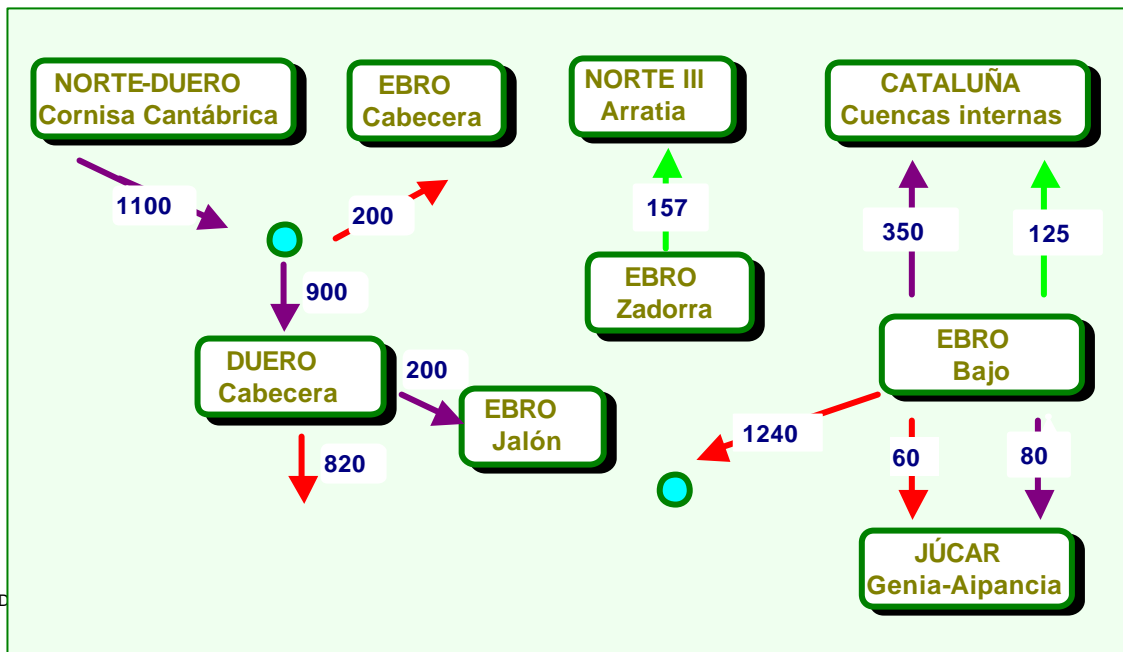 NORTE-DUERO
Cornisa Cantábrica
EBRO
Cabecera
NORTE III
Arratia
CATALUÑA
Cuencas internas
1100
200
157
350
125
900
EBRO
Zadorra
EBRO
Bajo
DUERO
Cabecera
200
EBRO
Jalón
1240
820
60
80
JÚCAR
Genia-Aipancia
D